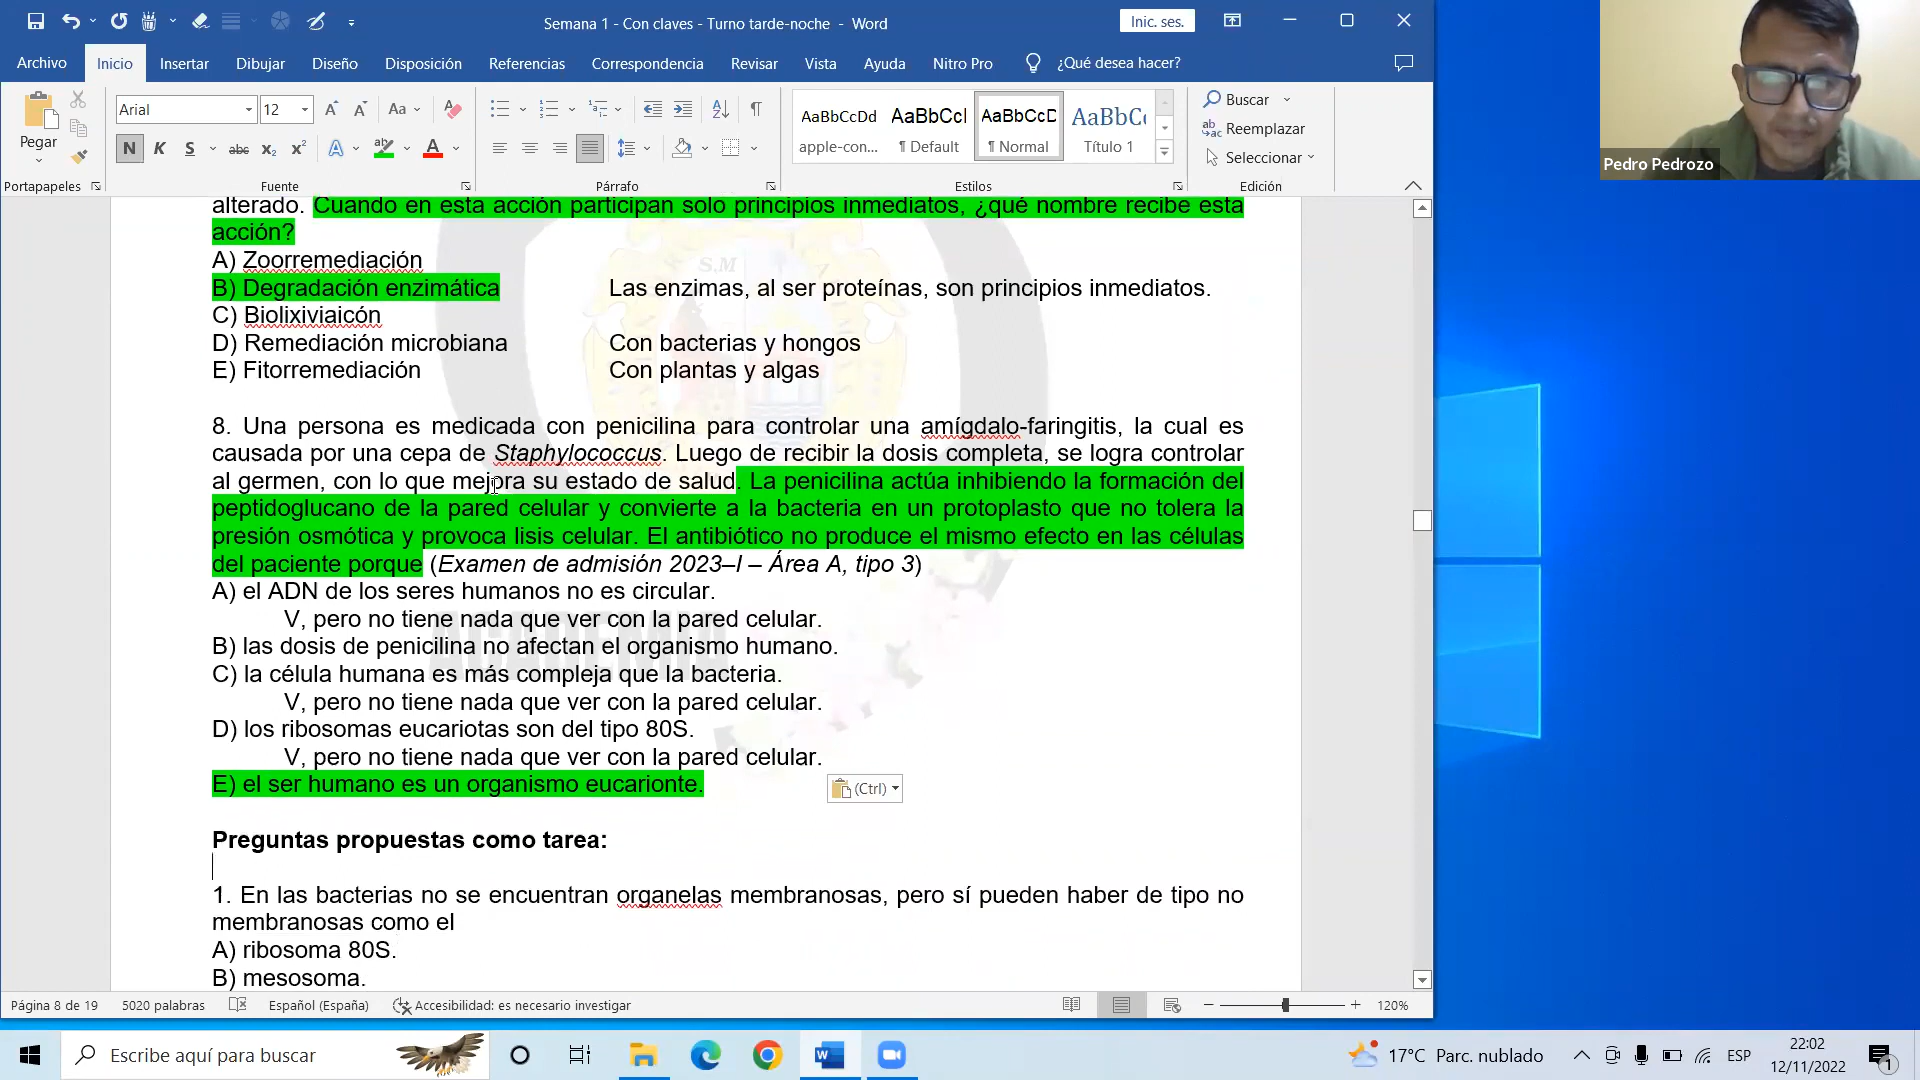 Semana 1 - Con claves - Turno tarde-noche - Word
Inic. ses.
Archivo Inicio Insertar Dibujar Diseño Disposición Referencias Correspondencia Revisar Vista Ayuda Nitro Pro ¿Qué desea hacer?
Pegar
Arial 12
Aa
N K S abc x₂ x² A ab A
AaBbCcDd AaBbCcI AaBbCcD AaBbCc
apple-con... ¶ Default ¶ Normal Título 1
Buscar
Reemplazar
Seleccionar
Portapapeles Fuente Párrafo Estilos Edición
Pedro Pedrozo
alterado. Cuando en esta acción participan solo principios inmediatos, ¿qué nombre recibe esta
acción?
A) Zoorremediación
B) Degradación enzimática Las enzimas, al ser proteínas, son principios inmediatos.
C) Biolixiviaicón
D) Remediación microbiana Con bacterias y hongos
E) Fitorremediación Con plantas y algas
8. Una persona es medicada con penicilina para controlar una amígdalo-faringitis, la cual es
causada por una cepa de Staphylococcus. Luego de recibir la dosis completa, se logra controlar
al germen, con lo que mejora su estado de salud. La penicilina actúa inhibiendo la formación del
peptidoglucano de la pared celular y convierte a la bacteria en un protoplasto que no tolera la
presión osmótica y provoca lisis celular. El antibiótico no produce el mismo efecto en las células
del paciente porque (Examen de admisión 2023–I – Área A, tipo 3)
A) el ADN de los seres humanos no es circular.
V, pero no tiene nada que ver con la pared celular.
B) las dosis de penicilina no afectan el organismo humano.
C) la célula humana es más compleja que la bacteria.
V, pero no tiene nada que ver con la pared celular.
D) los ribosomas eucariotas son del tipo 80S.
V, pero no tiene nada que ver con la pared celular.
E) el ser humano es un organismo eucarionte.
(Ctrl)
Preguntas propuestas como tarea:
1. En las bacterias no se encuentran organelas membranosas, pero sí pueden haber de tipo no
membranosas como el
A) ribosoma 80S.
B) mesosoma.
S.M
ACADEMIA
Página 8 de 19 5020 palabras Español (España) Accesibilidad: es necesario investigar 120%
Escribe aquí para buscar
17°C Parc. nublado
ESP
22:02
12/11/2022
1